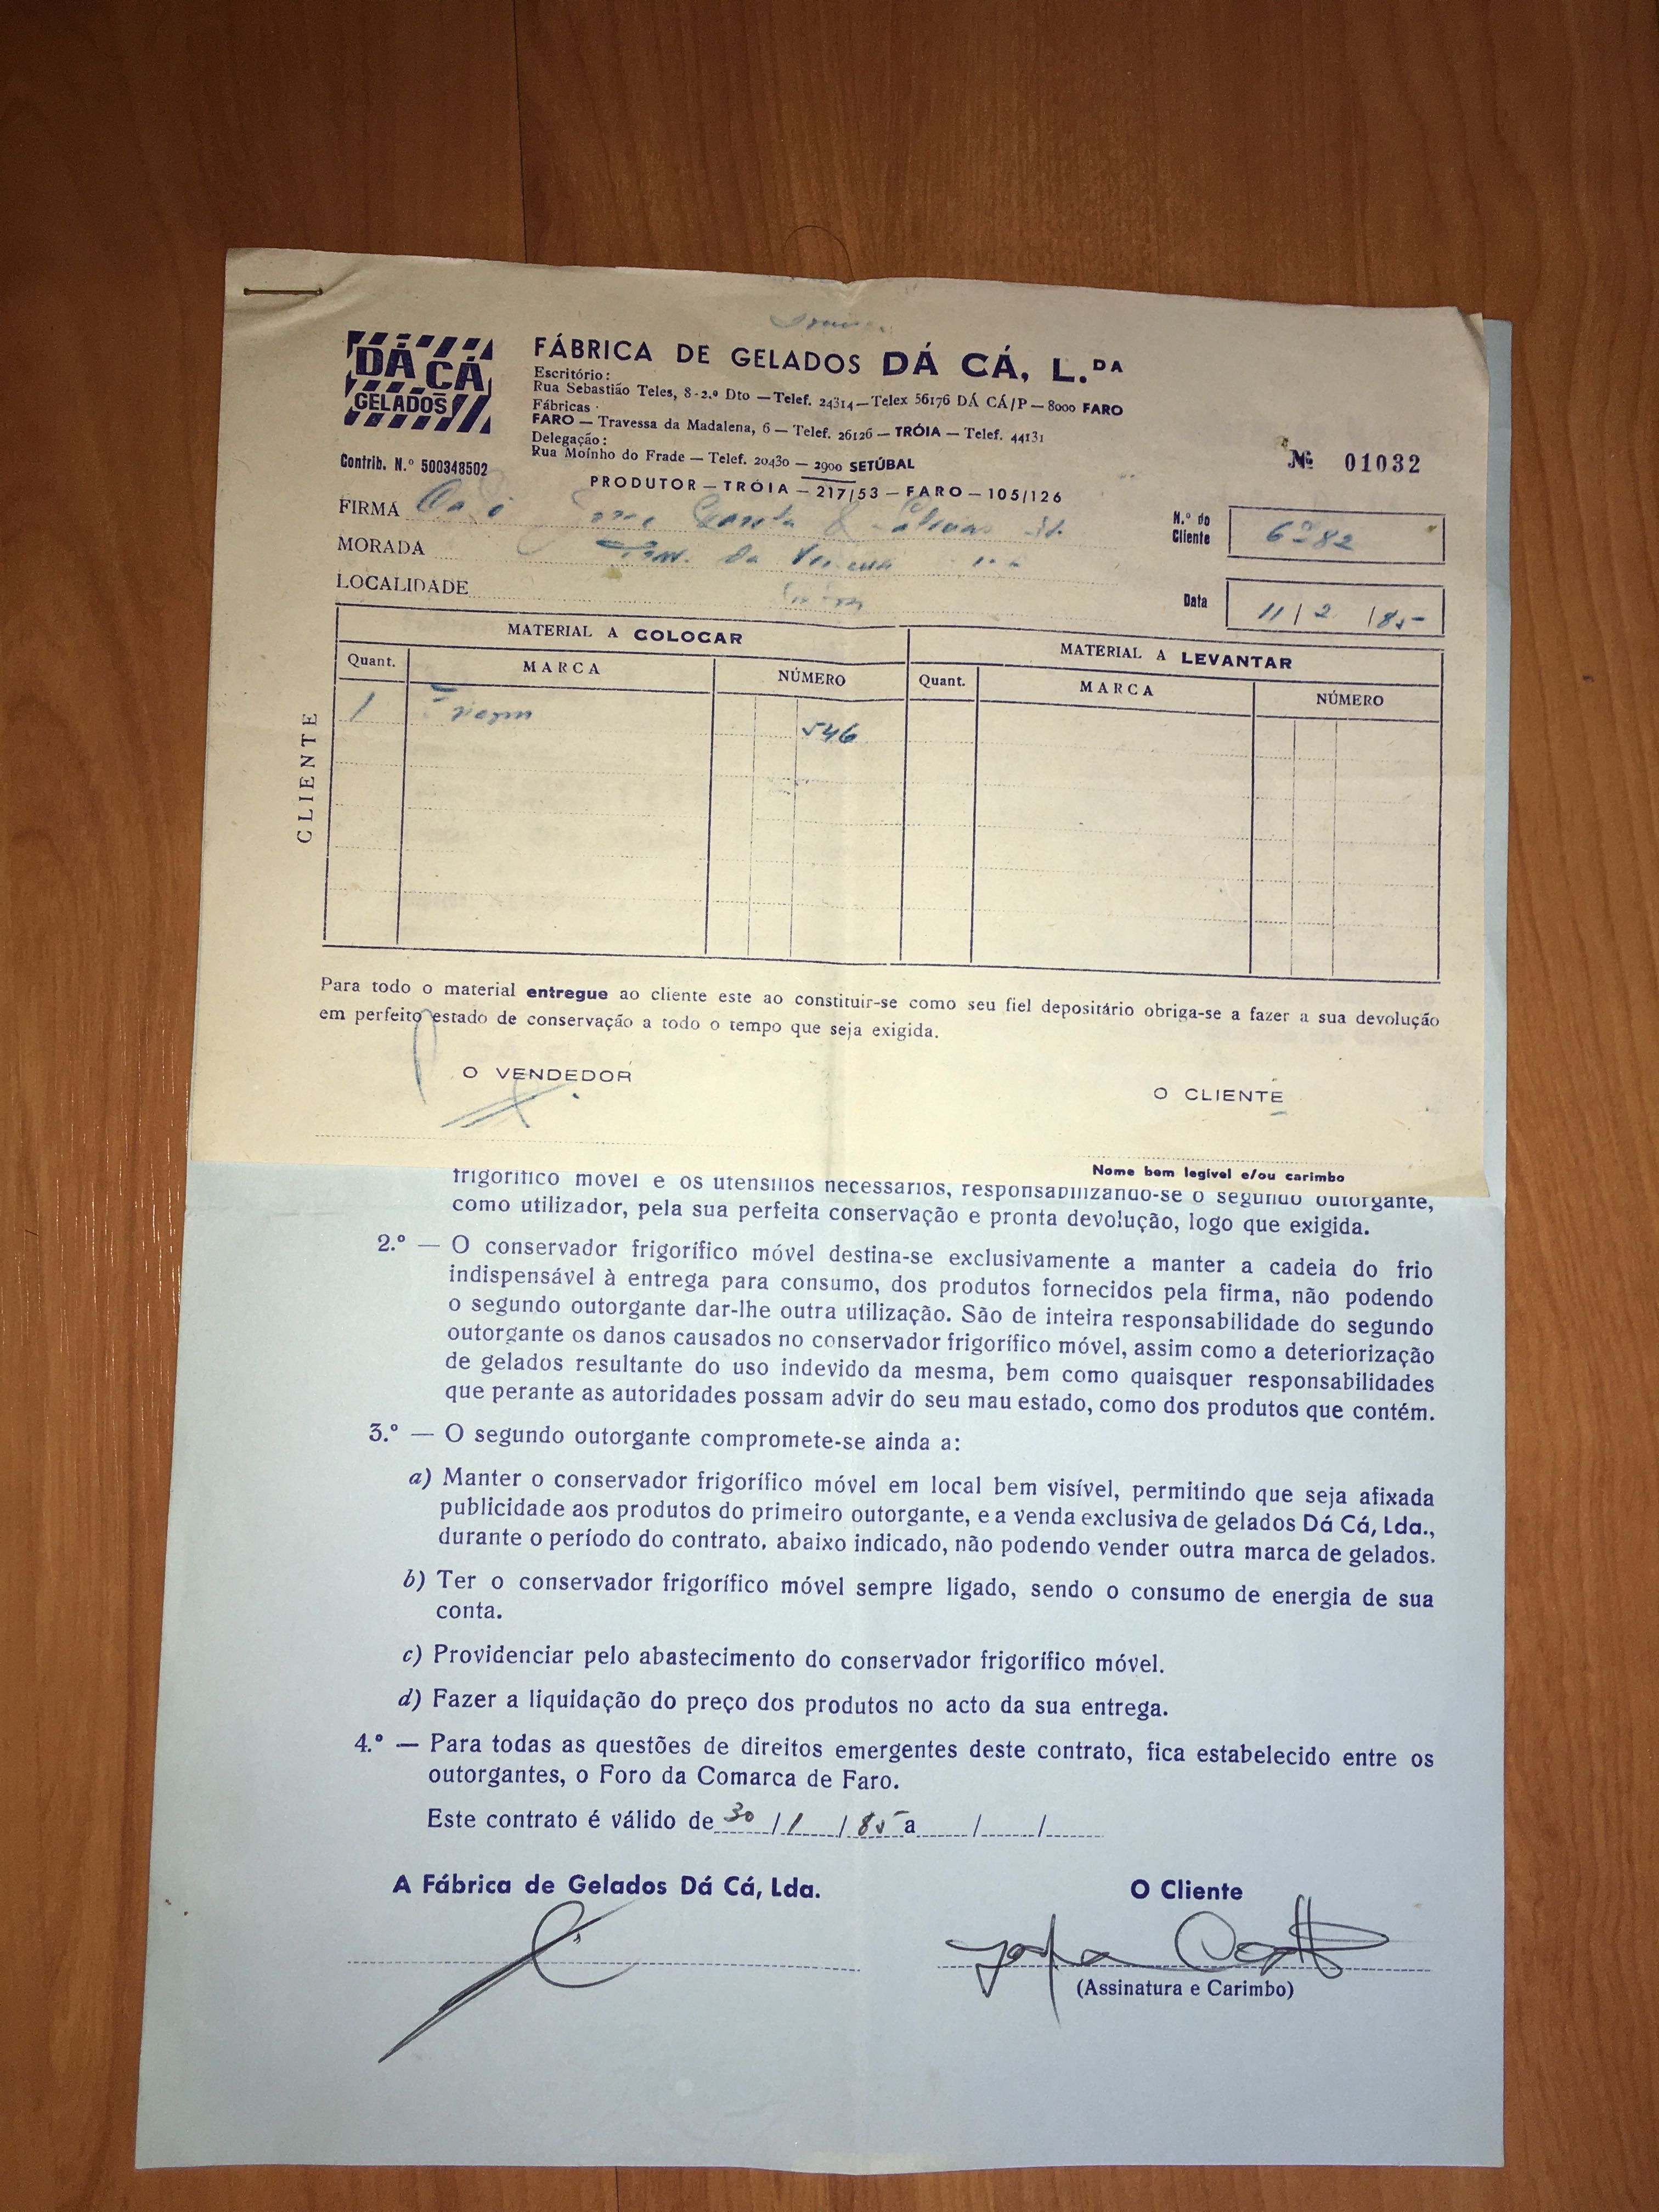 DÁ CÁ
GELADOS
FÁBRICA DE GELADOS DÁ CÁ, L.DA
Escritório:
Rua Sebastião Teles, 8-2.º Dto — Telef. 24314 — Telex 56176 DÁ CÁ/P — 8000 FARO
Fábricas
FARO — Travessa da Madalena, 6 — Telef. 26126 — TRÓIA — Telef. 44131
Delegação:
Rua Moínho do Frade — Telef. 20430 — 2900 SETÚBAL
Contrib. N.º 500348502
Nº 01032
PRODUTOR — TRÓIA — 217/53 — FARO — 105/126
FIRMA
N.º do Cliente
MORADA
LOCALIDADE
Data 11/2/85
MATERIAL A COLOCAR MATERIAL A LEVANTAR
Quant. MARCA NÚMERO Quant. MARCA NÚMERO
1 546
CLIENTE
Para todo o material entregue ao cliente este ao constituir-se como seu fiel depositário obriga-se a fazer a sua devolução
em perfeito estado de conservação a todo o tempo que seja exigida.
O VENDEDOR
O CLIENTE
Nome bem legível e/ou carimbo
frigorífico móvel e os utensílios necessários, responsabilizando-se o segundo outorgante,
como utilizador, pela sua perfeita conservação e pronta devolução, logo que exigida.
2.º — O conservador frigorífico móvel destina-se exclusivamente a manter a cadeia do frio
indispensável à entrega para consumo, dos produtos fornecidos pela firma, não podendo
o segundo outorgante dar-lhe outra utilização. São de inteira responsabilidade do segundo
outorgante os danos causados no conservador frigorífico móvel, assim como a deteriorização
de gelados resultante do uso indevido da mesma, bem como quaisquer responsabilidades
que perante as autoridades possam advir do seu mau estado, como dos produtos que contém.
3.º — O segundo outorgante compromete-se ainda a:
a) Manter o conservador frigorífico móvel em local bem visível, permitindo que seja afixada
publicidade aos produtos do primeiro outorgante, e a venda exclusiva de gelados Dá Cá, Lda.,
durante o período do contrato, abaixo indicado, não podendo vender outra marca de gelados.
b) Ter o conservador frigorífico móvel sempre ligado, sendo o consumo de energia de sua
conta.
c) Providenciar pelo abastecimento do conservador frigorífico móvel.
d) Fazer a liquidação do preço dos produtos no acto da sua entrega.
4.º — Para todas as questões de direitos emergentes deste contrato, fica estabelecido entre os
outorgantes, o Foro da Comarca de Faro.
Este contrato é válido de 30/1/85 a / /
A Fábrica de Gelados Dá Cá, Lda. O Cliente
(Assinatura e Carimbo)